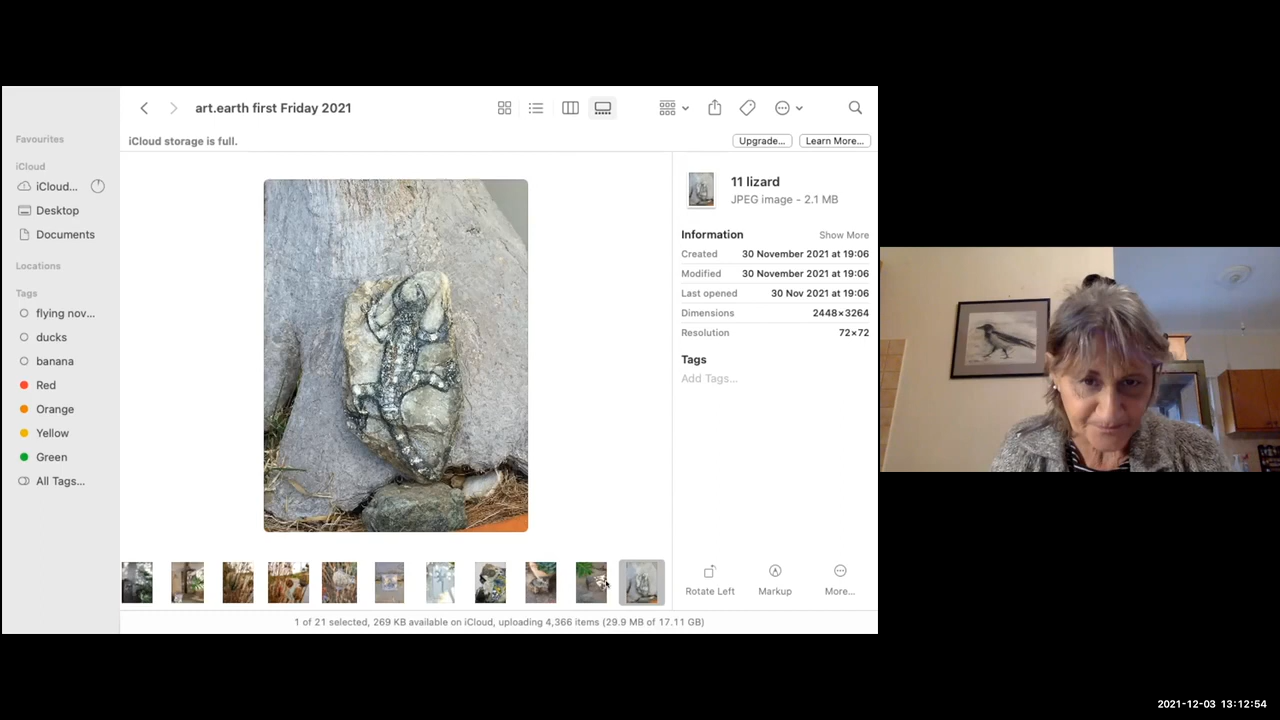 art.earth first Friday 2021
iCloud storage is full.
Upgrade...
Learn More...
Favourites
iCloud
iCloud...
Desktop
Documents
Locations
Tags
flying nov...
ducks
banana
Red
Orange
Yellow
Green
All Tags...
11 lizard
JPEG image - 2.1 MB
Information
Show More
Created 30 November 2021 at 19:06
Modified 30 November 2021 at 19:06
Last opened 30 Nov 2021 at 19:06
Dimensions 2448×3264
Resolution 72×72
Tags
Add Tags...
Rotate Left
Markup
More...
1 of 21 selected, 269 KB available on iCloud, uploading 4,366 items (29.9 MB of 17.11 GB)
2021-12-03 13:12:54